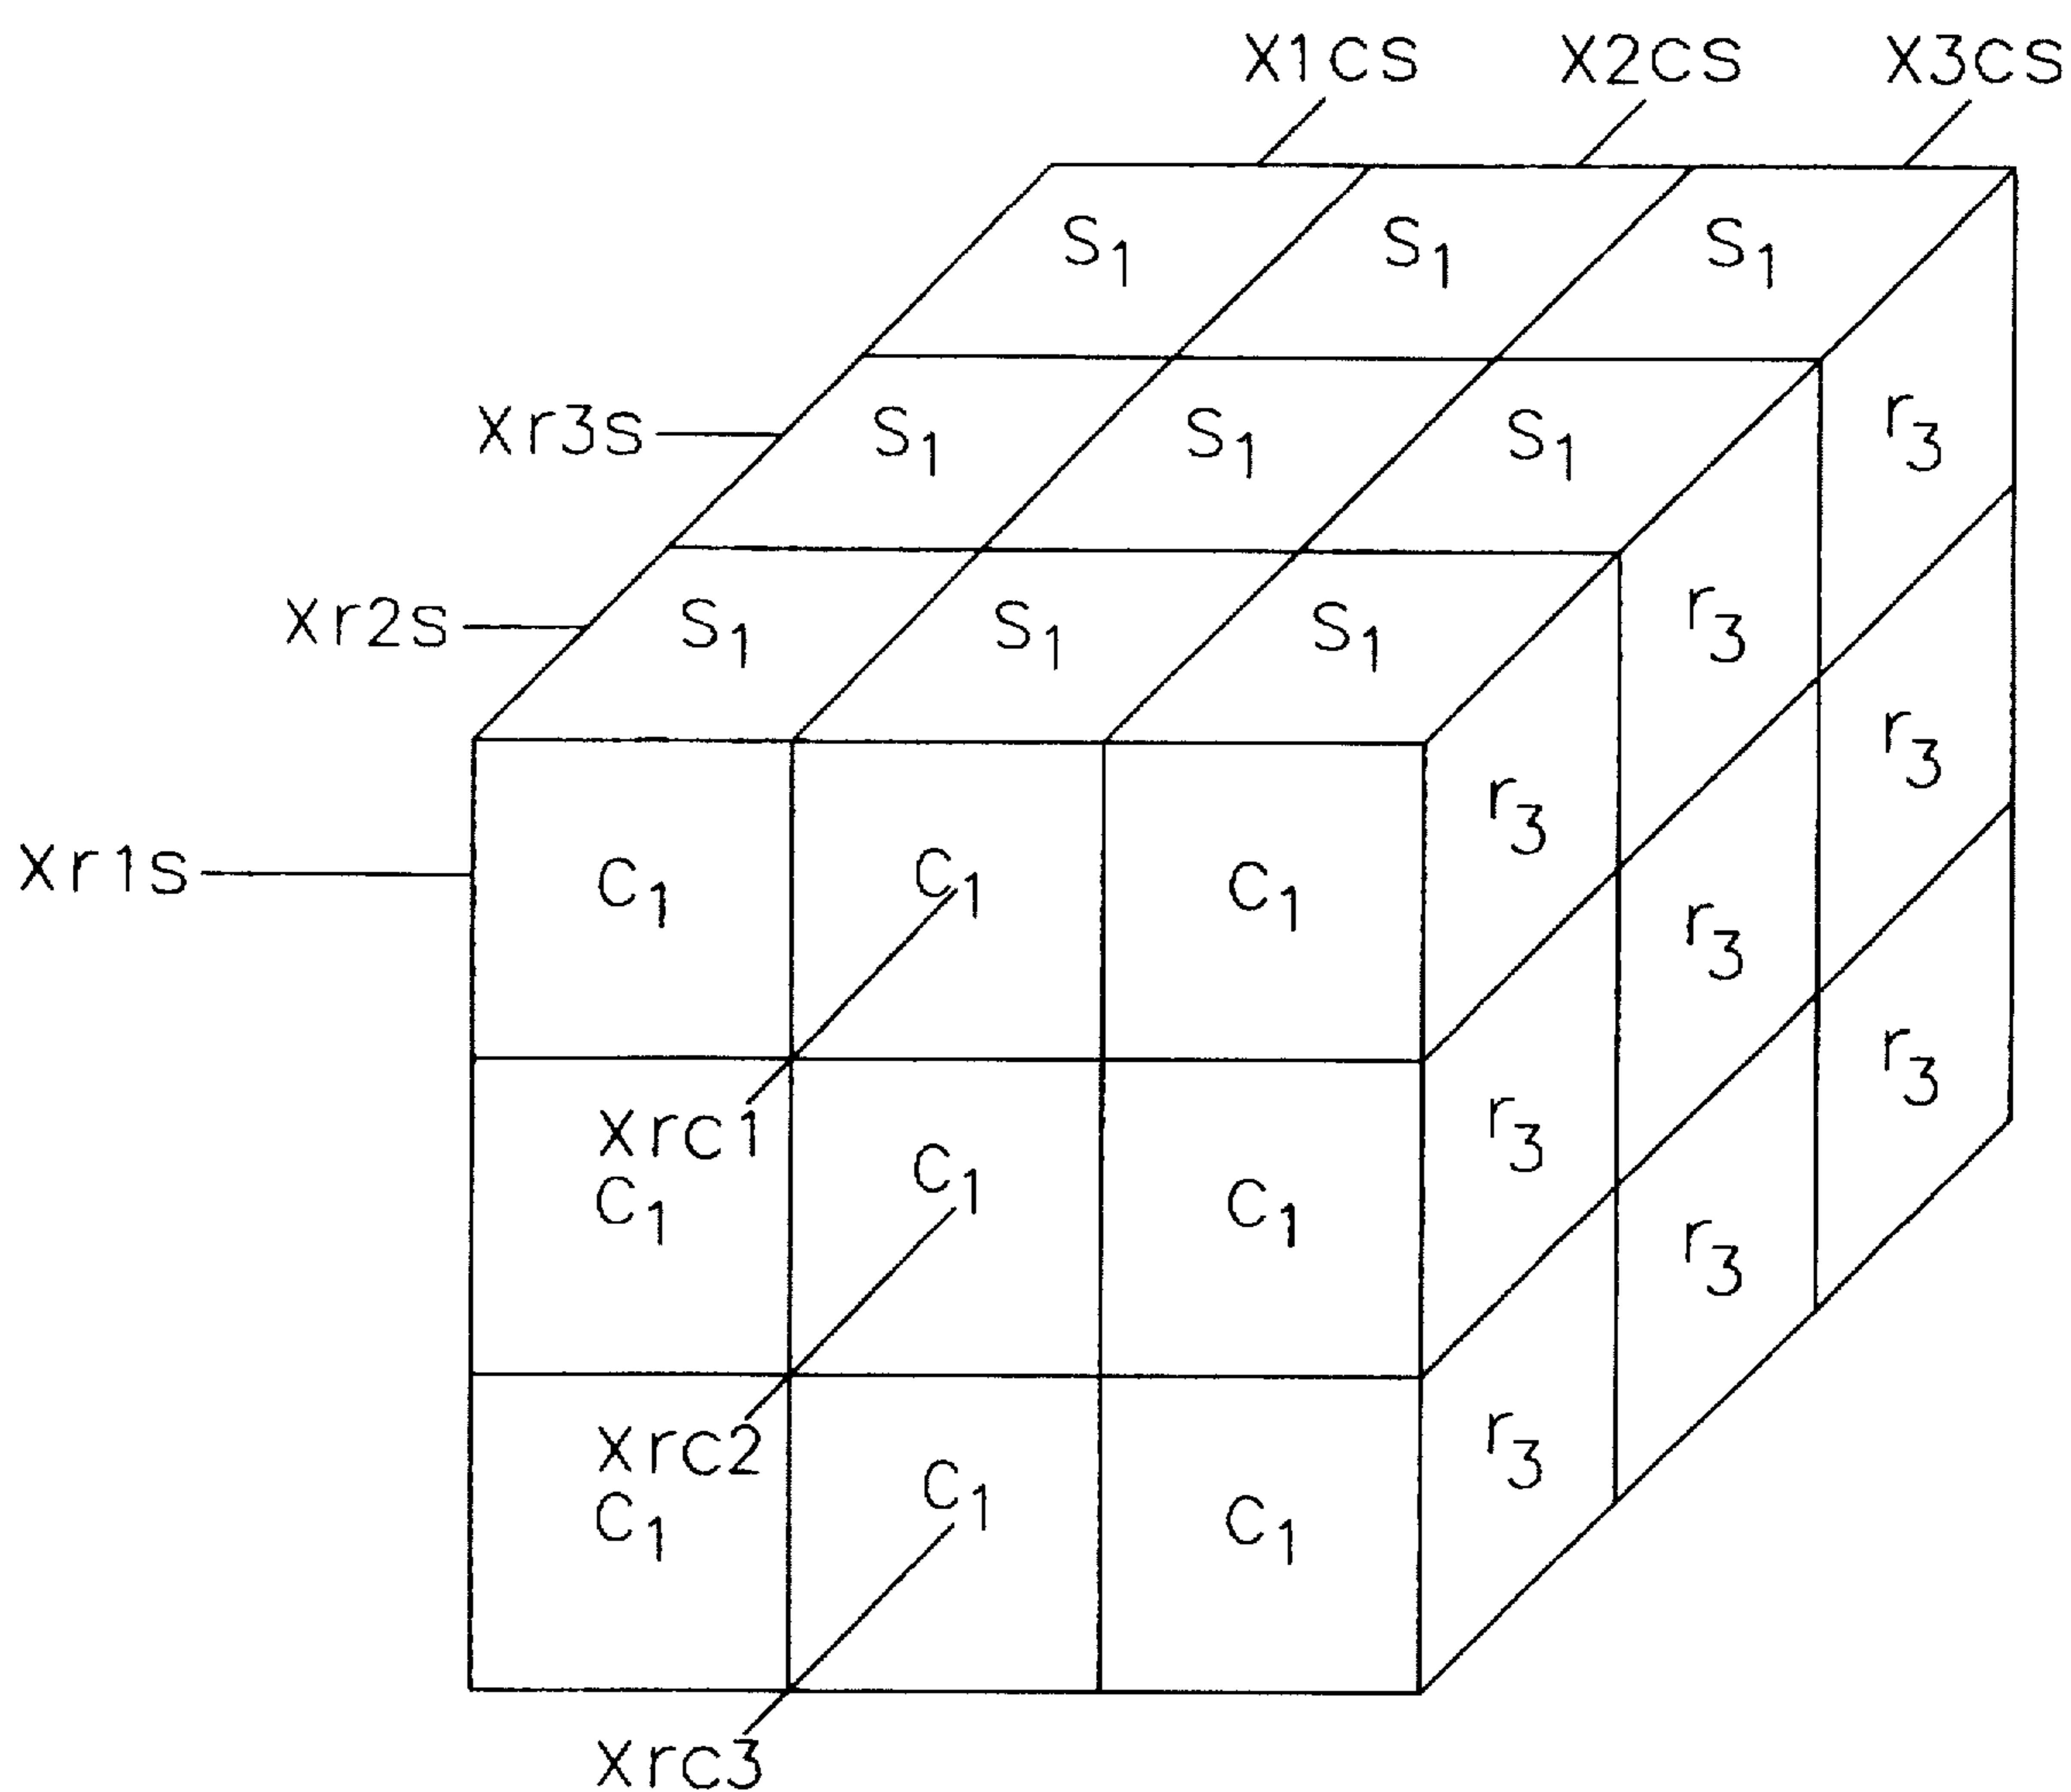 X1cs X2cs X3cs
S₁ S₁ S₁
Xr3s S₁ S₁ S₁ r₃
Xr2s S₁ S₁ S₁ r₃
r₃ r₃
Xr1s C₁ C₁ C₁
r₃
Xrc1 r₃ r₃
C₁ C₁ C₁
r₃
Xrc2 r₃
C₁ C₁ C₁
Xrc3